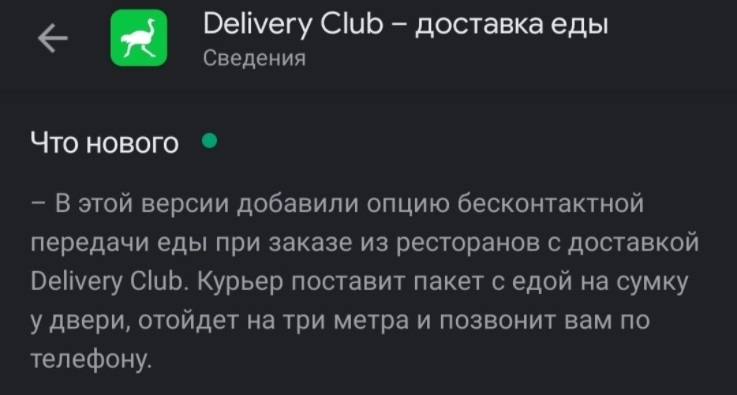 Delivery Club – доставка еды
Сведения
Что нового
– В этой версии добавили опцию бесконтактной
передачи еды при заказе из ресторанов с доставкой
Delivery Club. Курьер поставит пакет с едой на сумку
у двери, отойдет на три метра и позвонит вам по
телефону.